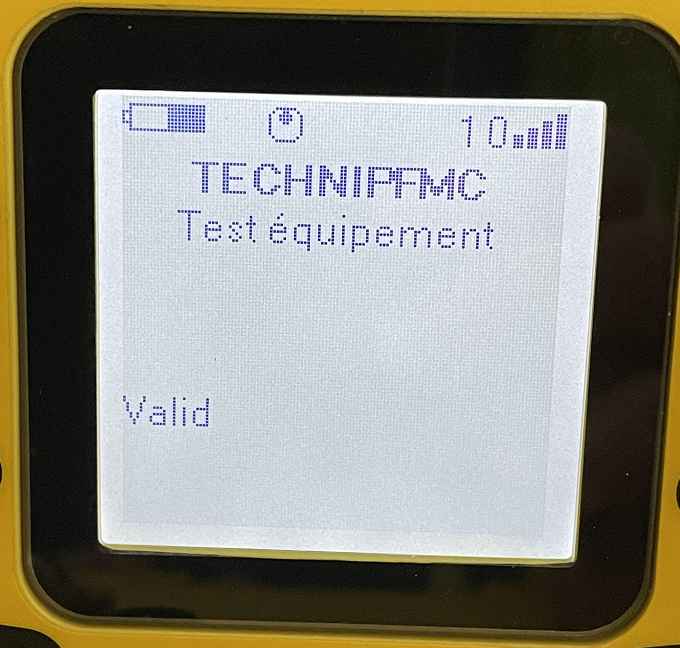 10
TECHNIPFMC
Test équipement
Valid